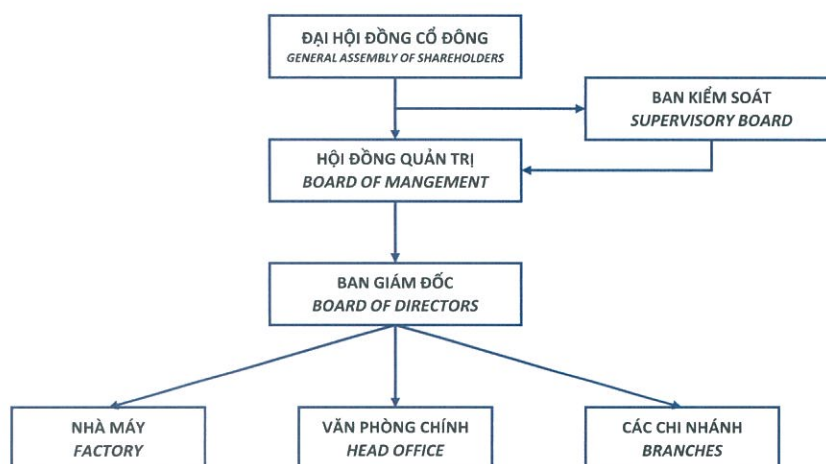 ĐẠI HỘI ĐỒNG CỔ ĐÔNG
GENERAL ASSEMBLY OF SHAREHOLDERS
BAN KIỂM SOÁT
SUPERVISORY BOARD
HỘI ĐỒNG QUẢN TRỊ
BOARD OF MANGEMENT
BAN GIÁM ĐỐC
BOARD OF DIRECTORS
NHÀ MÁY
FACTORY
VĂN PHÒNG CHÍNH
HEAD OFFICE
CÁC CHI NHÁNH
BRANCHES